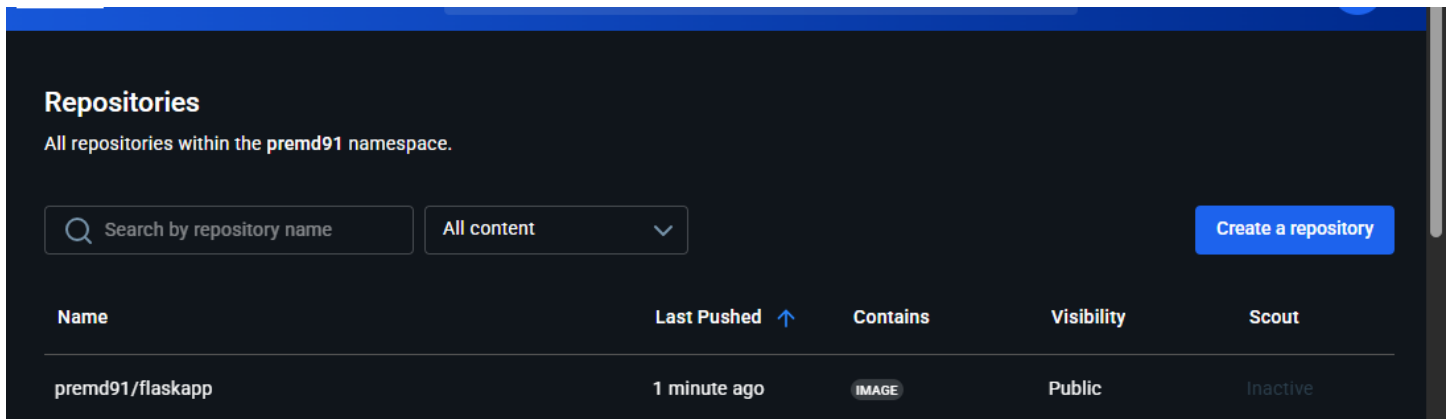 Repositories
All repositories within the premd91 namespace.
Search by repository name
All content
Create a repository
Name Last Pushed Contains Visibility Scout
premd91/flaskapp 1 minute ago IMAGE Public Inactive